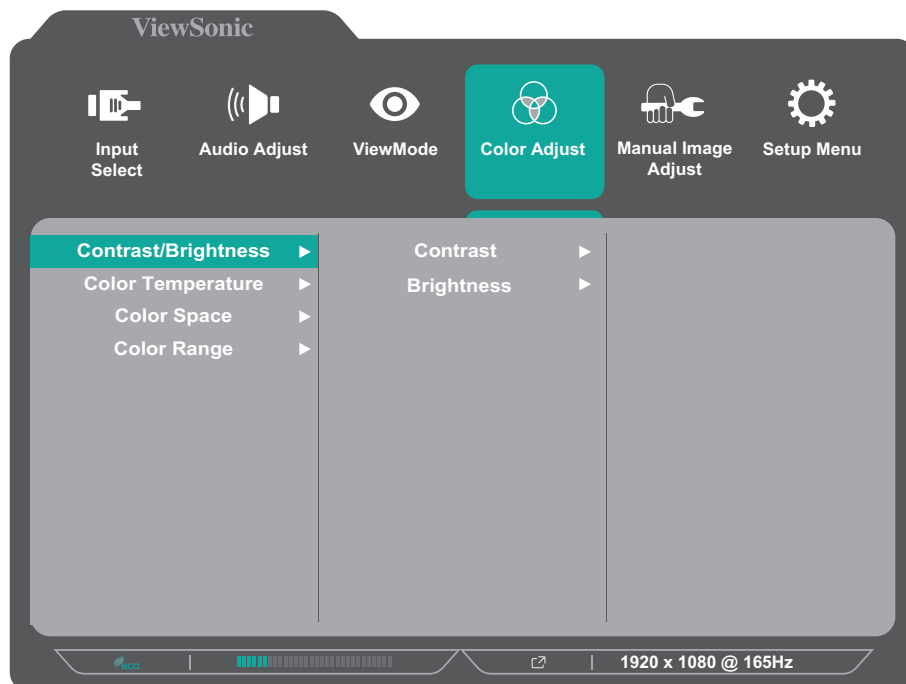 ViewSonic
Input Select
Audio Adjust
ViewMode
Color Adjust
Manual Image Adjust
Setup Menu
Contrast/Brightness
Color Temperature
Color Space
Color Range
Contrast
Brightness
eco
1920 x 1080 @ 165Hz